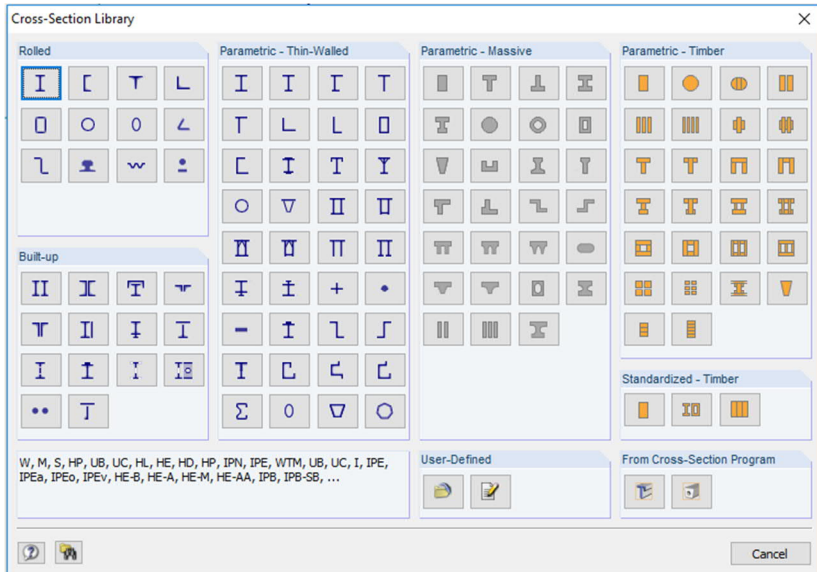 Cross-Section Library
Rolled
Parametric - Thin-Walled
Parametric - Massive
Parametric - Timber
Built-up
Standardized - Timber
W, M, S, HP, UB, UC, HL, HE, HD, HP, IPN, IPE, WTM, UB, UC, I, IPE,
IPEa, IPEo, IPEv, HE-B, HE-A, HE-M, HE-AA, IPB, IPB-SB, ...
User-Defined
From Cross-Section Program
Cancel